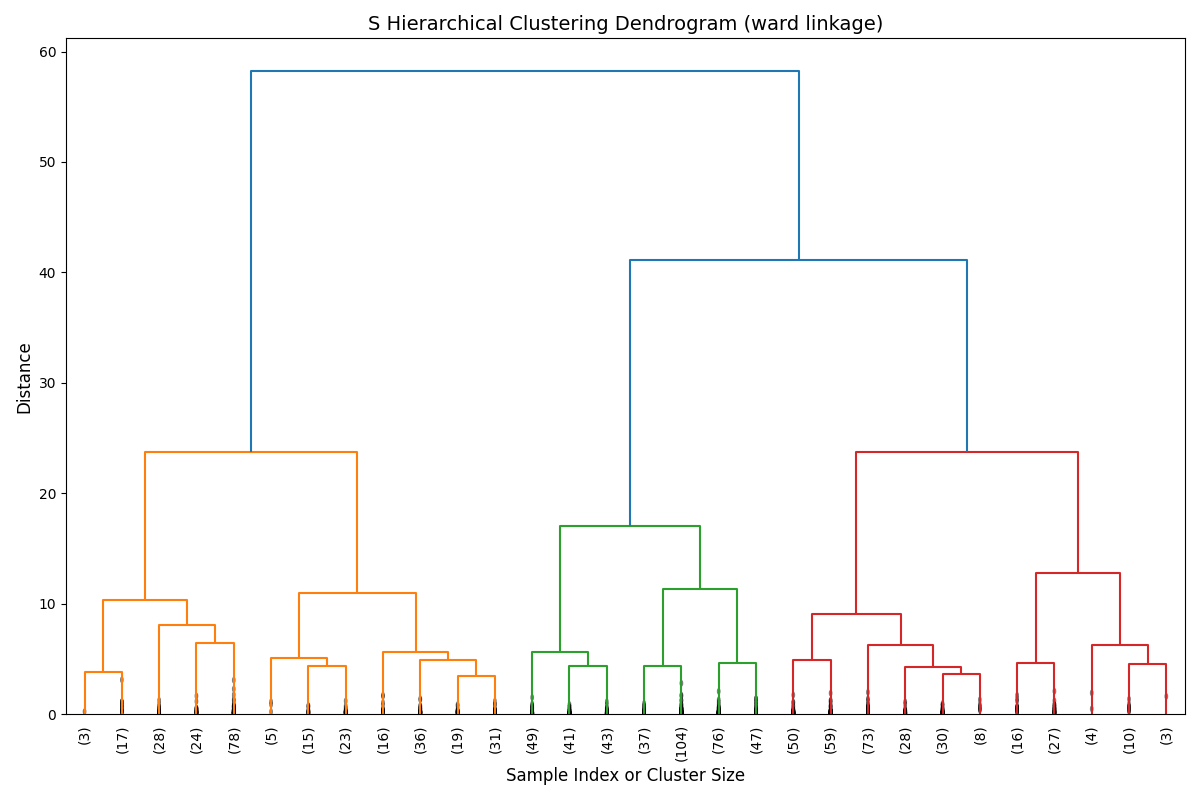 S Hierarchical Clustering Dendrogram (ward linkage)
60
50
40
30
20
10
0
Distance
(3) (17) (28) (24) (78) (5) (15) (23) (16) (36) (19) (31) (49) (41) (43) (37) (104) (76) (47) (50) (59) (73) (28) (30) (8) (16) (27) (4) (10) (3)
Sample Index or Cluster Size